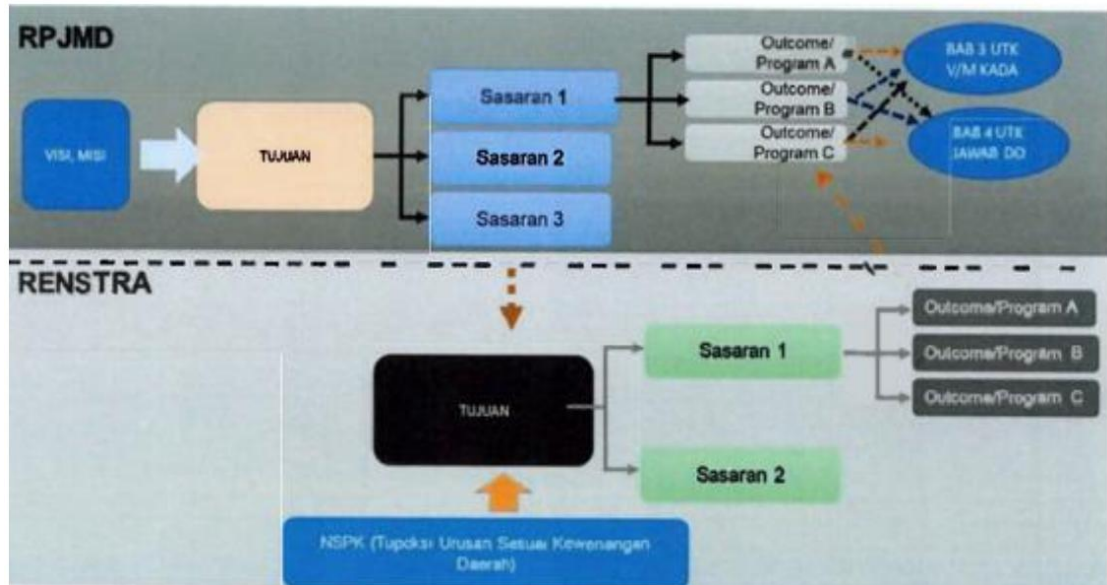 RPJMD
VISI, MISI
TUJUAN
Sasaran 1
Sasaran 2
Sasaran 3
Outcome/
Program A
Outcome/
Program B
Outcome/
Program C
BAB 3 UTK
V/M KADA
BAB 4 UTK
JAWAB DO
RENSTRA
TUJUAN
Sasaran 1
Sasaran 2
Outcome/Program A
Outcome/Program B
Outcome/Program C
NSPK (Tupoksi Urusan Sesuai Kewenangan
Daerah)